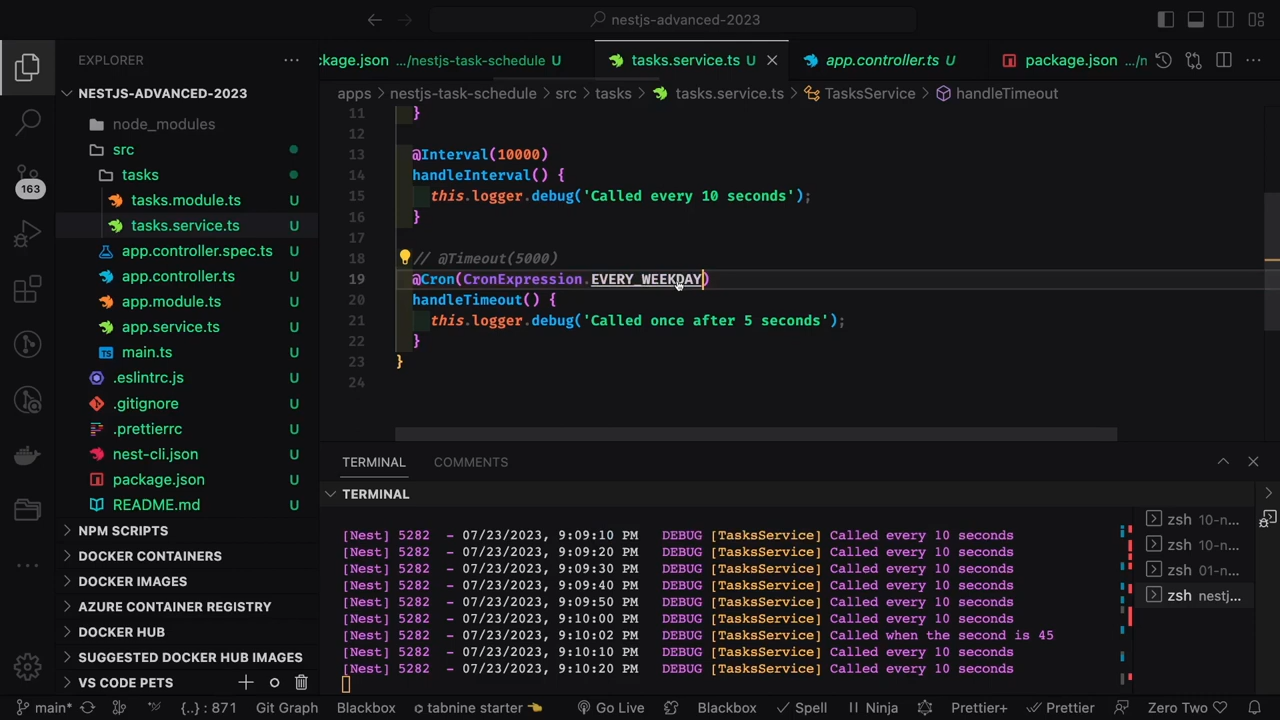 nestjs-advanced-2023
EXPLORER
NESTJS-ADVANCED-2023
node_modules
src
tasks
tasks.module.ts U
tasks.service.ts U
app.controller.spec.ts U
app.controller.ts U
app.module.ts U
app.service.ts U
main.ts U
.eslintrc.js U
.gitignore U
.prettierrc U
nest-cli.json U
package.json U
README.md U
NPM SCRIPTS
DOCKER CONTAINERS
DOCKER IMAGES
AZURE CONTAINER REGISTRY
DOCKER HUB
SUGGESTED DOCKER HUB IMAGES
VS CODE PETS
163
ckage.json .../nestjs-task-schedule U
tasks.service.ts U
app.controller.ts U
package.json .../n
apps > nestjs-task-schedule > src > tasks > tasks.service.ts > TasksService > handleTimeout
11 }
12
13 @Interval(10000)
14 handleInterval() {
15 this.logger.debug('Called every 10 seconds');
16 }
17
18 // @Timeout(5000)
19 @Cron(CronExpression.EVERY_WEEKDAY)
20 handleTimeout() {
21 this.logger.debug('Called once after 5 seconds');
22 }
23 }
24
TERMINAL COMMENTS
TERMINAL
[Nest] 5282 - 07/23/2023, 9:09:10 PM DEBUG [TasksService] Called every 10 seconds
[Nest] 5282 - 07/23/2023, 9:09:20 PM DEBUG [TasksService] Called every 10 seconds
[Nest] 5282 - 07/23/2023, 9:09:30 PM DEBUG [TasksService] Called every 10 seconds
[Nest] 5282 - 07/23/2023, 9:09:40 PM DEBUG [TasksService] Called every 10 seconds
[Nest] 5282 - 07/23/2023, 9:09:50 PM DEBUG [TasksService] Called every 10 seconds
[Nest] 5282 - 07/23/2023, 9:10:00 PM DEBUG [TasksService] Called every 10 seconds
[Nest] 5282 - 07/23/2023, 9:10:02 PM DEBUG [TasksService] Called when the second is 45
[Nest] 5282 - 07/23/2023, 9:10:10 PM DEBUG [TasksService] Called every 10 seconds
[Nest] 5282 - 07/23/2023, 9:10:20 PM DEBUG [TasksService] Called every 10 seconds
zsh 10-n...
zsh 10-n...
zsh 01-n...
zsh nestj...
main* {..} : 871 Git Graph Blackbox tabnine starter Go Live Blackbox Spell Ninja Prettier+ Prettier Zero Two